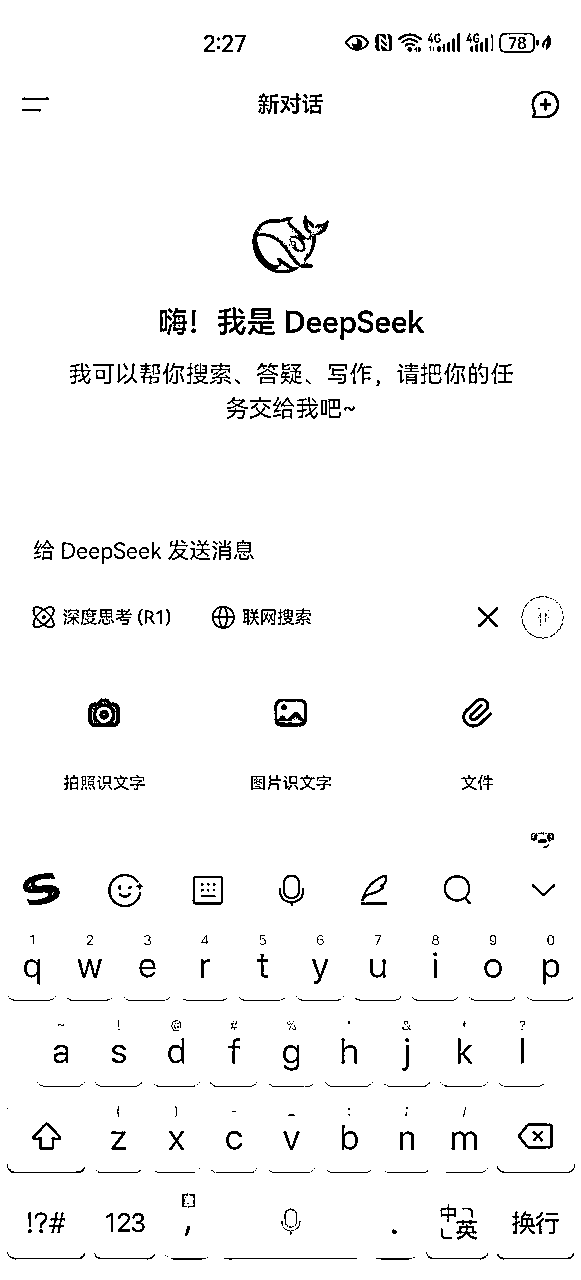 2:27
4G 4G 78
新对话
嗨！我是 DeepSeek
我可以帮你搜索、答疑、写作，请把你的任
务交给我吧~
给 DeepSeek 发送消息
深度思考 (R1) 联网搜索
拍照识文字 图片识文字 文件
1 2 3 4 5 6 7 8 9 0
q w e r t y u i o p
~ ! @ # % ' & * ?
a s d f g h j k l
( ) - _ : ; /
z x c v b n m
!?# 123 , . 中英 换行